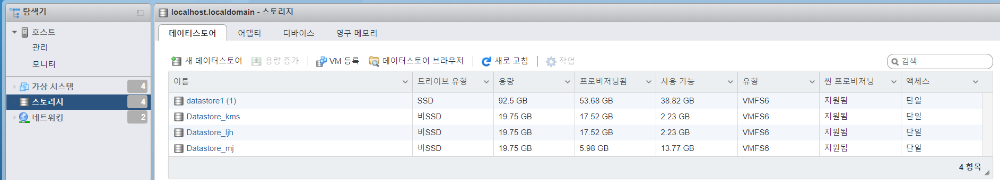 탐색기
호스트
관리
모니터
가상 시스템 4
스토리지 4
네트워킹 2
localhost.localdomain - 스토리지
데이터스토어 어댑터 디바이스 영구 메모리
새 데이터스토어 용량 증가 VM 등록 데이터스토어 브라우저 새로 고침 작업 검색
이름 드라이브 유형 용량 프로비저닝됨 사용 가능 유형 씬 프로비저닝 액세스
datastore1 (1) SSD 92.5 GB 53.68 GB 38.82 GB VMFS6 지원됨 단일
Datastore_kms 비SSD 19.75 GB 17.52 GB 2.23 GB VMFS6 지원됨 단일
Datastore_ljh 비SSD 19.75 GB 17.52 GB 2.23 GB VMFS6 지원됨 단일
Datastore_mj 비SSD 19.75 GB 5.98 GB 13.77 GB VMFS6 지원됨 단일
4 항목